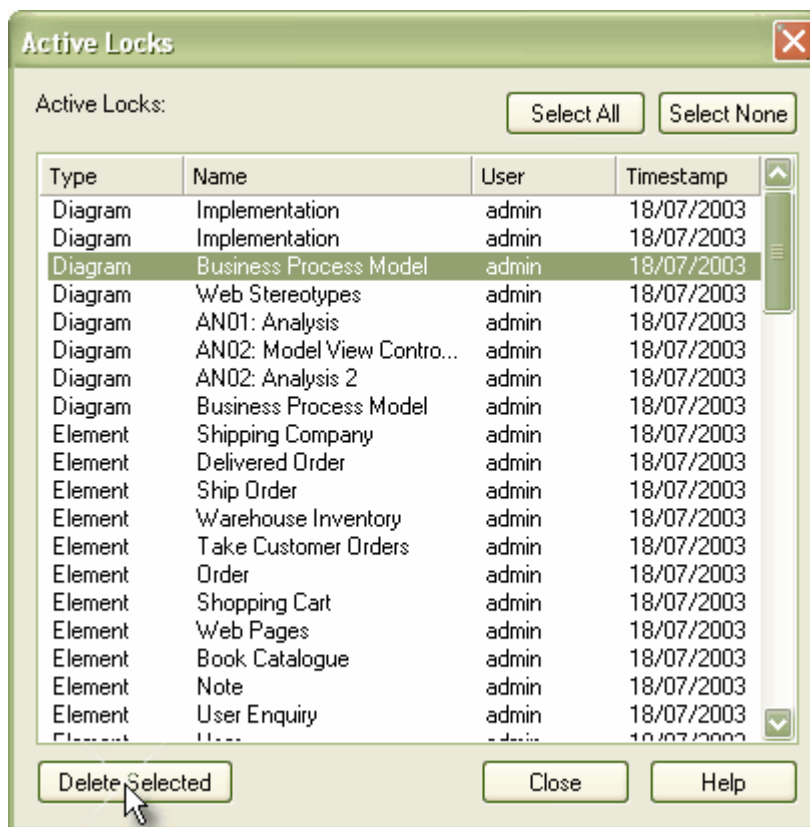 Active Locks
Active Locks:
Select All Select None
Type Name User Timestamp
Diagram Implementation admin 18/07/2003
Diagram Implementation admin 18/07/2003
Diagram Business Process Model admin 18/07/2003
Diagram Web Stereotypes admin 18/07/2003
Diagram AN01: Analysis admin 18/07/2003
Diagram AN02: Model View Contro... admin 18/07/2003
Diagram AN02: Analysis 2 admin 18/07/2003
Diagram Business Process Model admin 18/07/2003
Element Shipping Company admin 18/07/2003
Element Delivered Order admin 18/07/2003
Element Ship Order admin 18/07/2003
Element Warehouse Inventory admin 18/07/2003
Element Take Customer Orders admin 18/07/2003
Element Order admin 18/07/2003
Element Shopping Cart admin 18/07/2003
Element Web Pages admin 18/07/2003
Element Book Catalogue admin 18/07/2003
Element Note admin 18/07/2003
Element User Enquiry admin 18/07/2003
Delete Selected Close Help